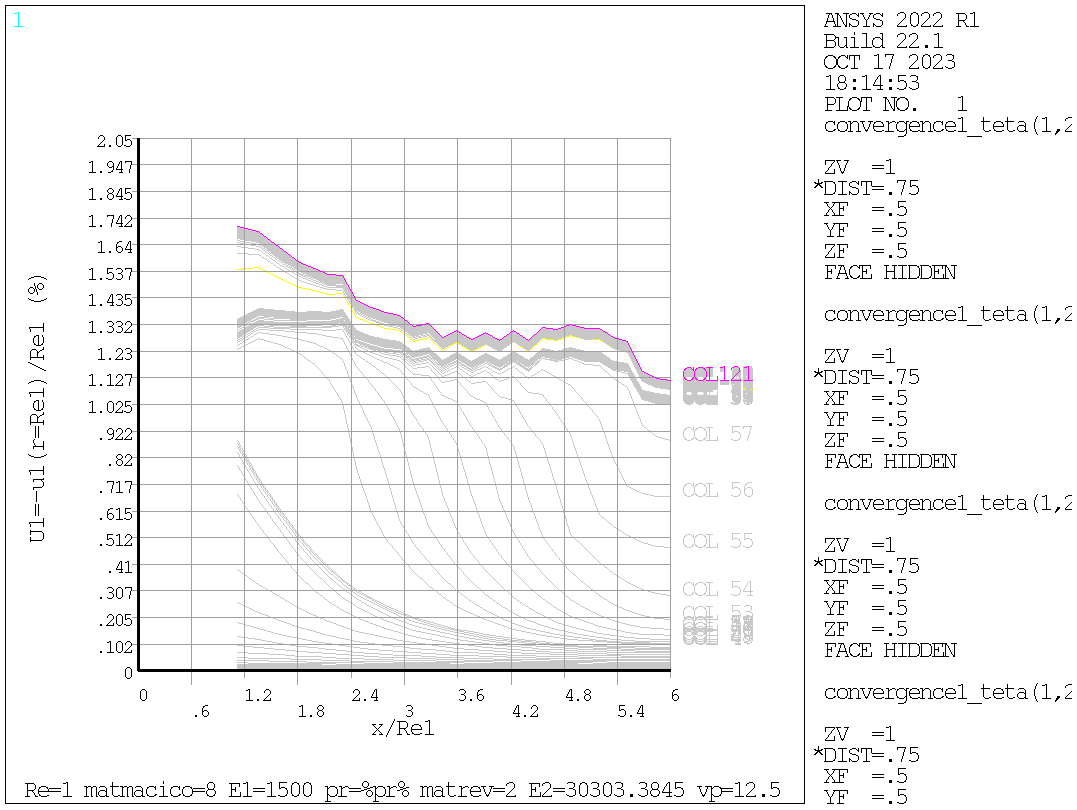 1
ANSYS 2022 R1
Build 22.1
OCT 17 2023
18:14:53
PLOT NO. 1
convergence1_teta(1,2
ZV =1
*DIST=.75
XF =.5
YF =.5
ZF =.5
FACE HIDDEN
convergence1_teta(1,2
ZV =1
*DIST=.75
XF =.5
YF =.5
ZF =.5
FACE HIDDEN
convergence1_teta(1,2
ZV =1
*DIST=.75
XF =.5
YF =.5
ZF =.5
FACE HIDDEN
convergence1_teta(1,2
ZV =1
*DIST=.75
XF =.5
YF =.5
U1=-u1(r=Re1)/Re1 (%)
2.05
1.947
1.845
1.742
1.64
1.537
1.435
1.332
1.23
1.127
1.025
.922
.82
.717
.615
.512
.41
.307
.205
.102
0
COL121
COL 57
COL 56
COL 55
COL 54
COL 53
0
.6
1.2
1.8
2.4
3
3.6
4.2
4.8
5.4
6
x/Re1
Re=1 matmacico=8 E1=1500 pr=%pr% matrev=2 E2=30303.3845 vp=12.5